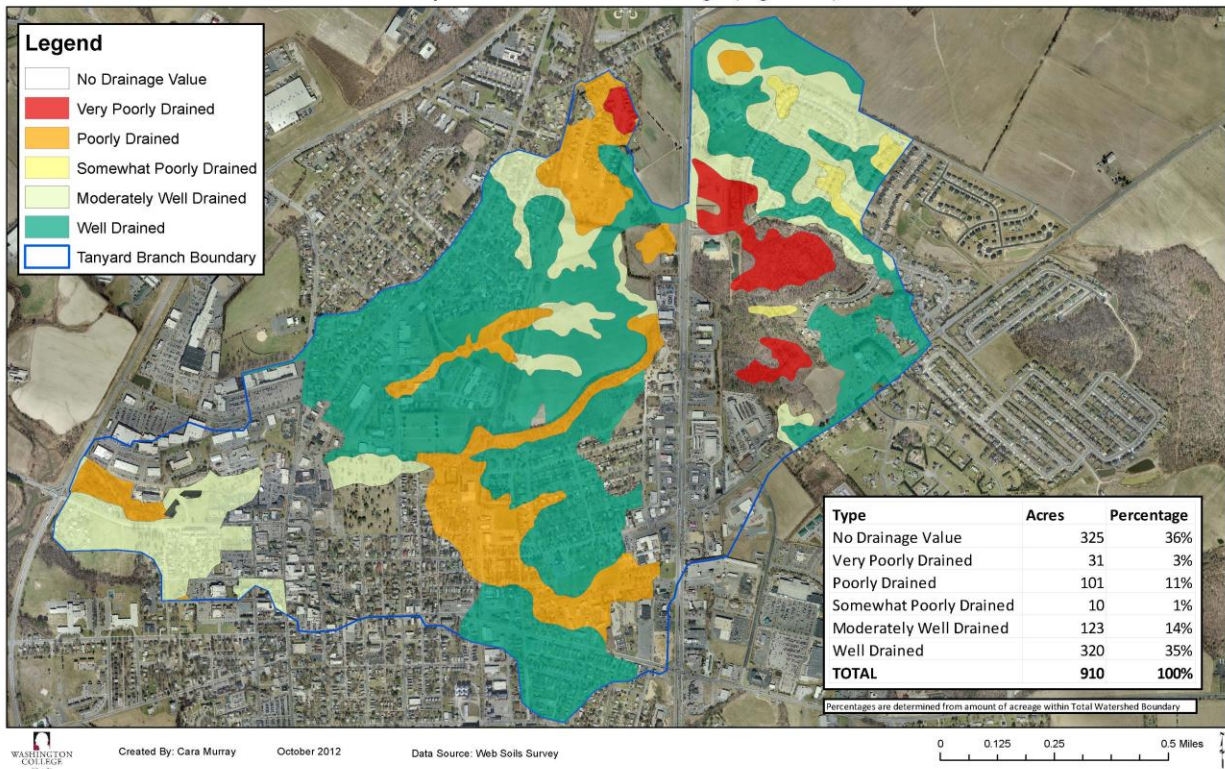 Legend
No Drainage Value
Very Poorly Drained
Poorly Drained
Somewhat Poorly Drained
Moderately Well Drained
Well Drained
Tanyard Branch Boundary
Type Acres Percentage
No Drainage Value 325 36%
Very Poorly Drained 31 3%
Poorly Drained 101 11%
Somewhat Poorly Drained 10 1%
Moderately Well Drained 123 14%
Well Drained 320 35%
TOTAL 910 100%
Percentages are determined from amount of acreage within Total Watershed Boundary
WASHINGTON
COLLEGE
Created By: Cara Murray October 2012 Data Source: Web Soils Survey
0 0.125 0.25 0.5 Miles